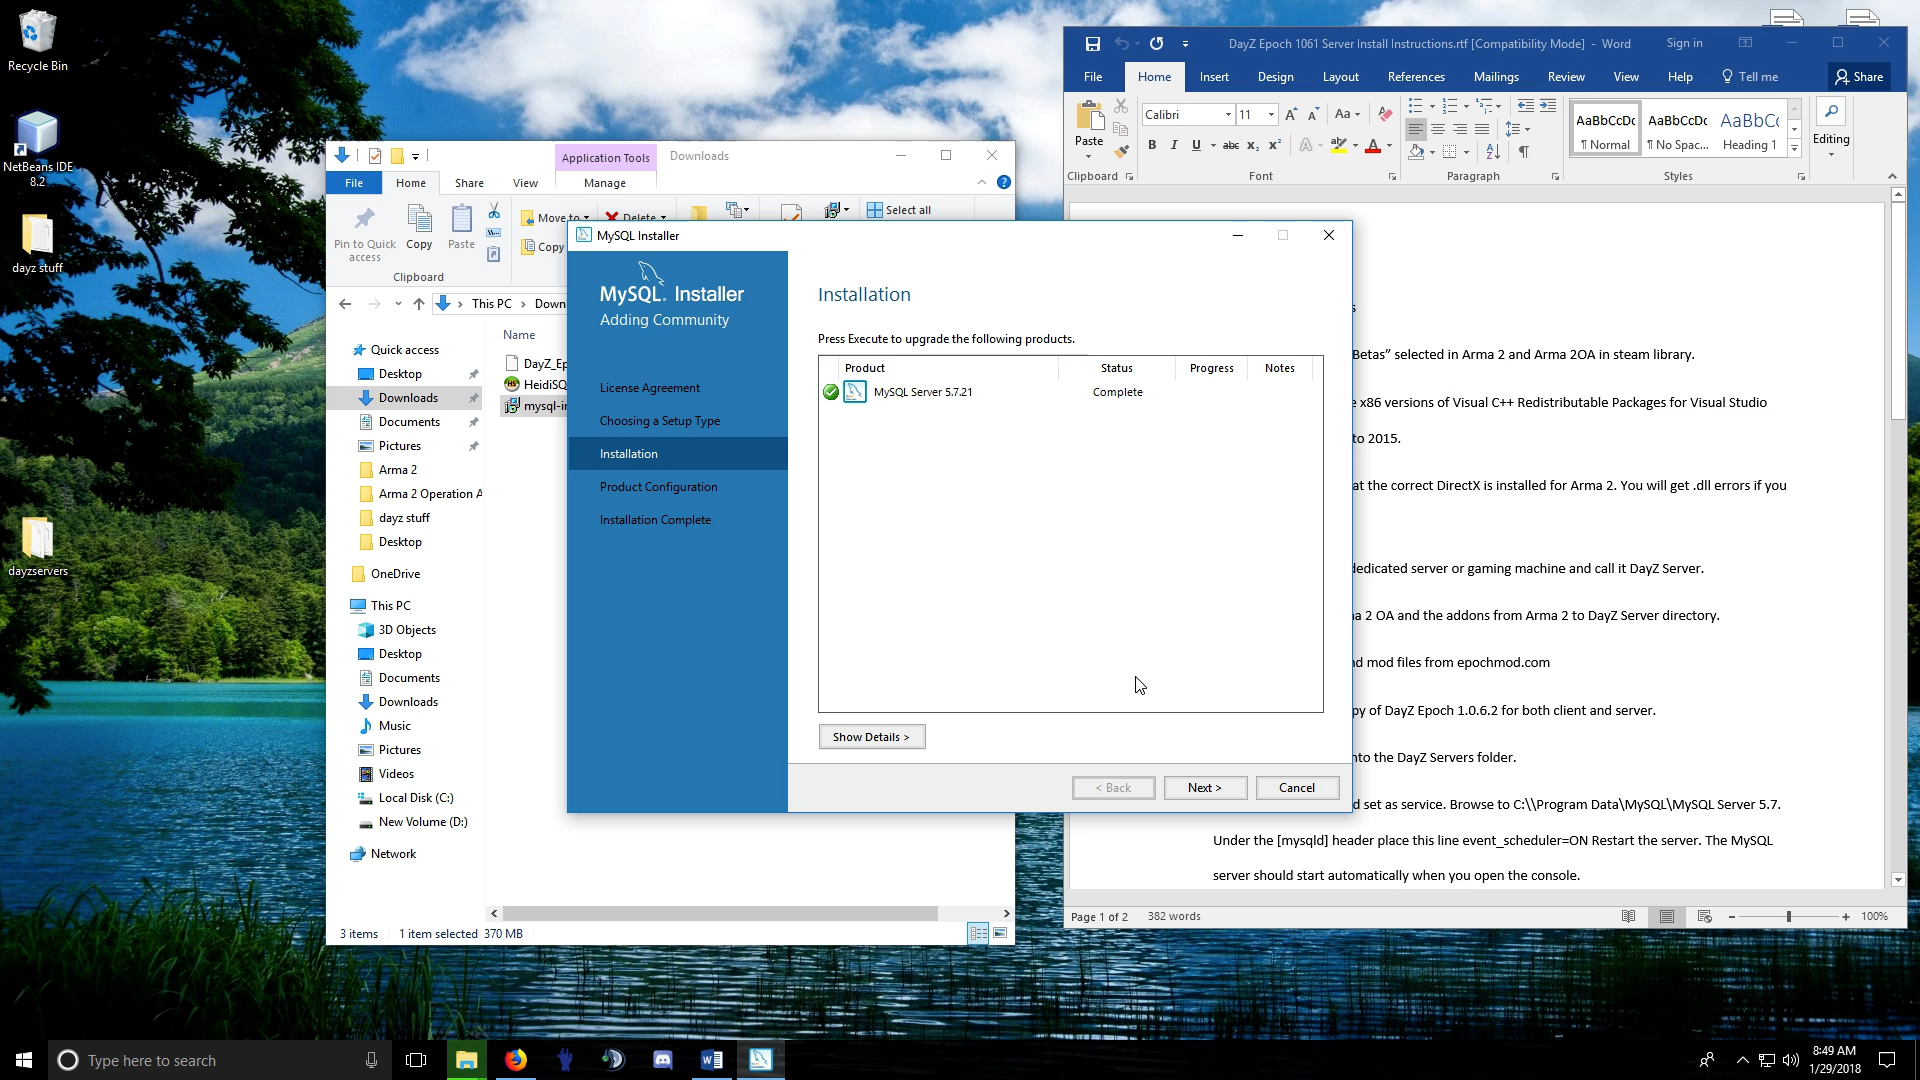 Recycle Bin
NetBeans IDE
8.2
dayz stuff
dayzservers
Application Tools
Downloads
File
Home
Share
View
Manage
Pin to Quick
access
Copy
Paste
Move to
Delete
Copy
Select all
Clipboard
This PC
Down
Name
DayZ_Ep
HeidiSQ
mysql-in
Quick access
Desktop
Downloads
Documents
Pictures
Arma 2
Arma 2 Operation A
dayz stuff
Desktop
OneDrive
This PC
3D Objects
Desktop
Documents
Downloads
Music
Pictures
Videos
Local Disk (C:)
New Volume (D:)
Network
3 items
1 item selected 370 MB
MySQL Installer
MySQL. Installer
Adding Community
License Agreement
Choosing a Setup Type
Installation
Product Configuration
Installation Complete
Installation
Press Execute to upgrade the following products.
Product Status Progress Notes
MySQL Server 5.7.21 Complete
Show Details >
< Back
Next >
Cancel
DayZ Epoch 1061 Server Install Instructions.rtf [Compatibility Mode] - Word
Sign in
File Home Insert Design Layout References Mailings Review View Help Tell me Share
Paste
Calibri
11
Aa
B I U abc X₂ X²
A
AaBbCcDc AaBbCcDc AaBbC(
¶ Normal ¶ No Spac... Heading 1
Editing
Clipboard Font Paragraph Styles
s
Betas” selected in Arma 2 and Arma 2OA in steam library.
e x86 versions of Visual C++ Redistributable Packages for Visual Studio
to 2015.
at the correct DirectX is installed for Arma 2. You will get .dll errors if you
dedicated server or gaming machine and call it DayZ Server.
a 2 OA and the addons from Arma 2 to DayZ Server directory.
nd mod files from epochmod.com
py of DayZ Epoch 1.0.6.2 for both client and server.
nto the DayZ Servers folder.
d set as service. Browse to C:\\Program Data\MySQL\MySQL Server 5.7.
Under the [mysqld] header place this line event_scheduler=ON Restart the server. The MySQL
server should start automatically when you open the console.
Page 1 of 2
382 words
100%
Type here to search
8:49 AM
1/29/2018